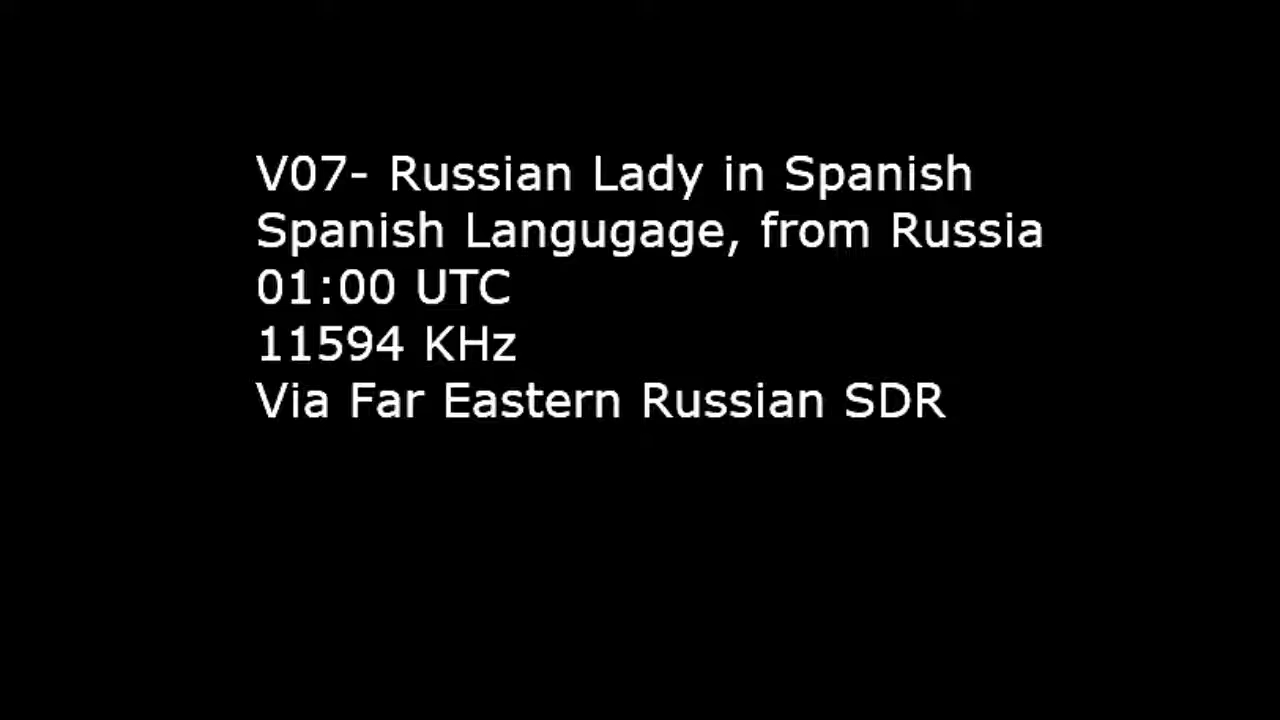 V07- Russian Lady in Spanish
Spanish Langugage, from Russia
01:00 UTC
11594 KHz
Via Far Eastern Russian SDR